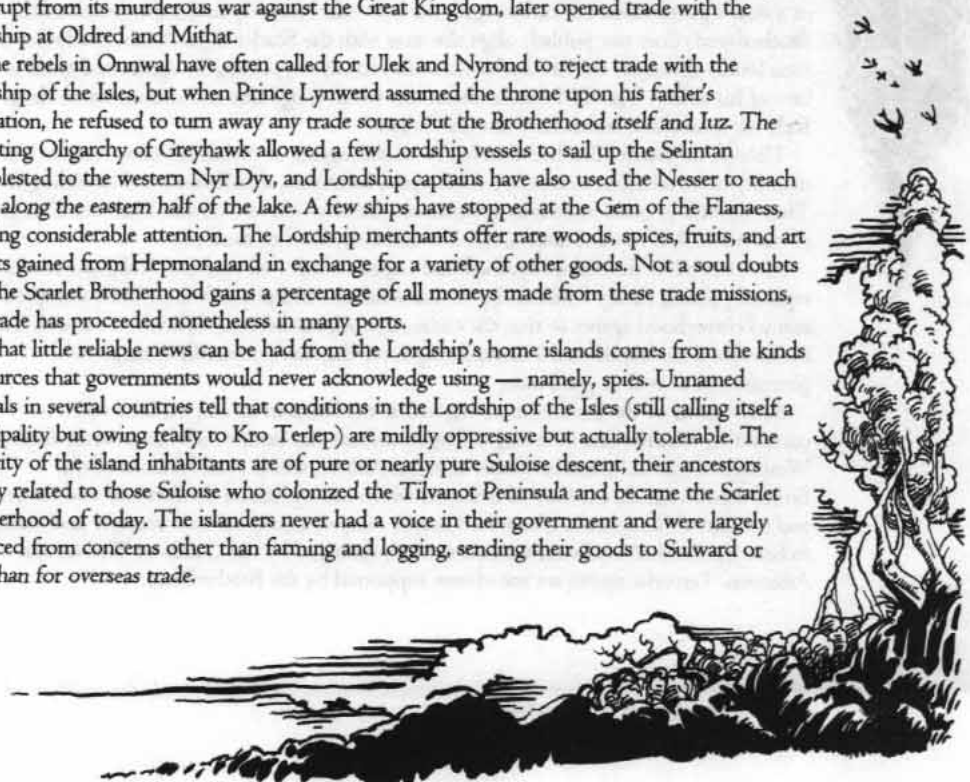 rupt from its murderous war against the Great Kingdom, later opened trade with the
ship at Oldred and Mithat.
e rebels in Onnwal have often called for Ulek and Nyrond to reject trade with the
ship of the Isles, but when Prince Lynwerd assumed the throne upon his father's
ation, he refused to turn away any trade source but the Brotherhood itself and Iuz. The
ting Oligarchy of Greyhawk allowed a few Lordship vessels to sail up the Selintan
olested to the western Nyr Dyv, and Lordship captains have also used the Nesser to reach
along the eastern half of the lake. A few ships have stopped at the Gem of the Flanaess,
ng considerable attention. The Lordship merchants offer rare woods, spices, fruits, and art
ts gained from Hepmonaland in exchange for a variety of other goods. Not a soul doubts
he Scarlet Brotherhood gains a percentage of all moneys made from these trade missions,
ade has proceeded nonetheless in many ports.
hat little reliable news can be had from the Lordship's home islands comes from the kinds
urces that governments would never acknowledge using — namely, spies. Unnamed
als in several countries tell that conditions in the Lordship of the Isles (still calling itself a
ipality but owing fealty to Kro Terlep) are mildly oppressive but actually tolerable. The
ity of the island inhabitants are of pure or nearly pure Suloise descent, their ancestors
y related to those Suloise who colonized the Tilvanot Peninsula and became the Scarlet
erhood of today. The islanders never had a voice in their government and were largely
ced from concerns other than farming and logging, sending their goods to Sulward or
han for overseas trade.